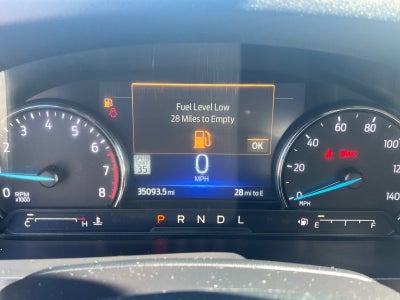 Fuel Level Low
28 Miles to Empty
OK
35
0
MPH
35093.5 mi
28 mi to E
P R N D L
1 2 3 4 5 6 7 8
RPM
x1000
C H
20 40 60 80 100 120 140
MPH
E F